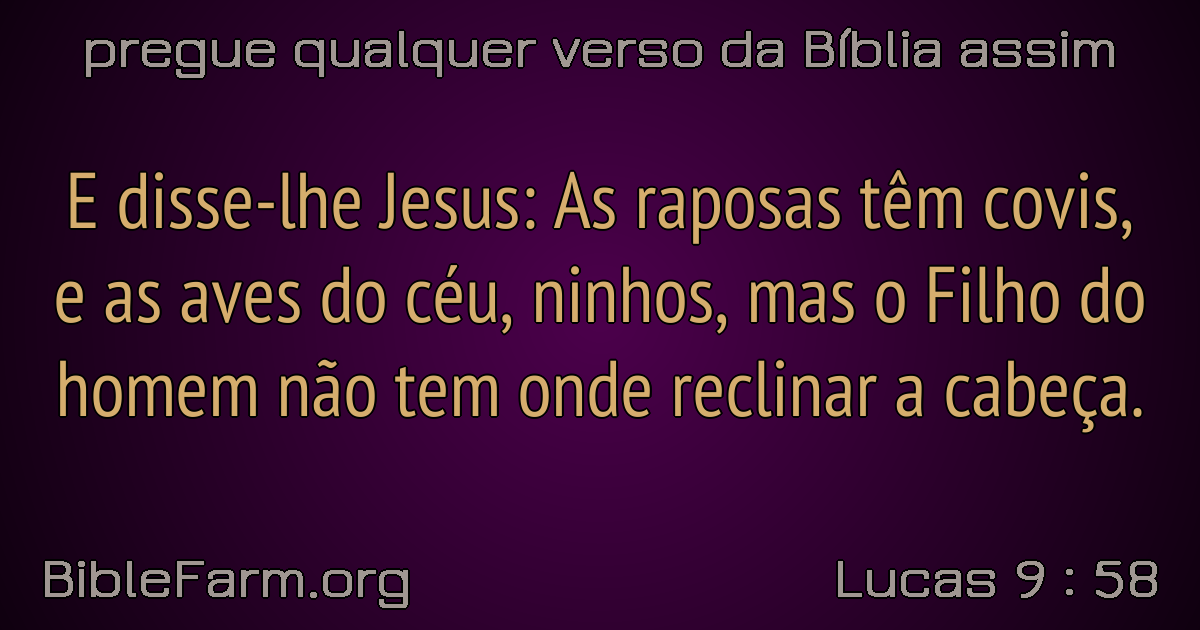 pregue qualquer verso da Bíblia assim
E disse-lhe Jesus: As raposas têm covis,
e as aves do céu, ninhos, mas o Filho do
homem não tem onde reclinar a cabeça.
BibleFarm.org
Lucas 9 : 58